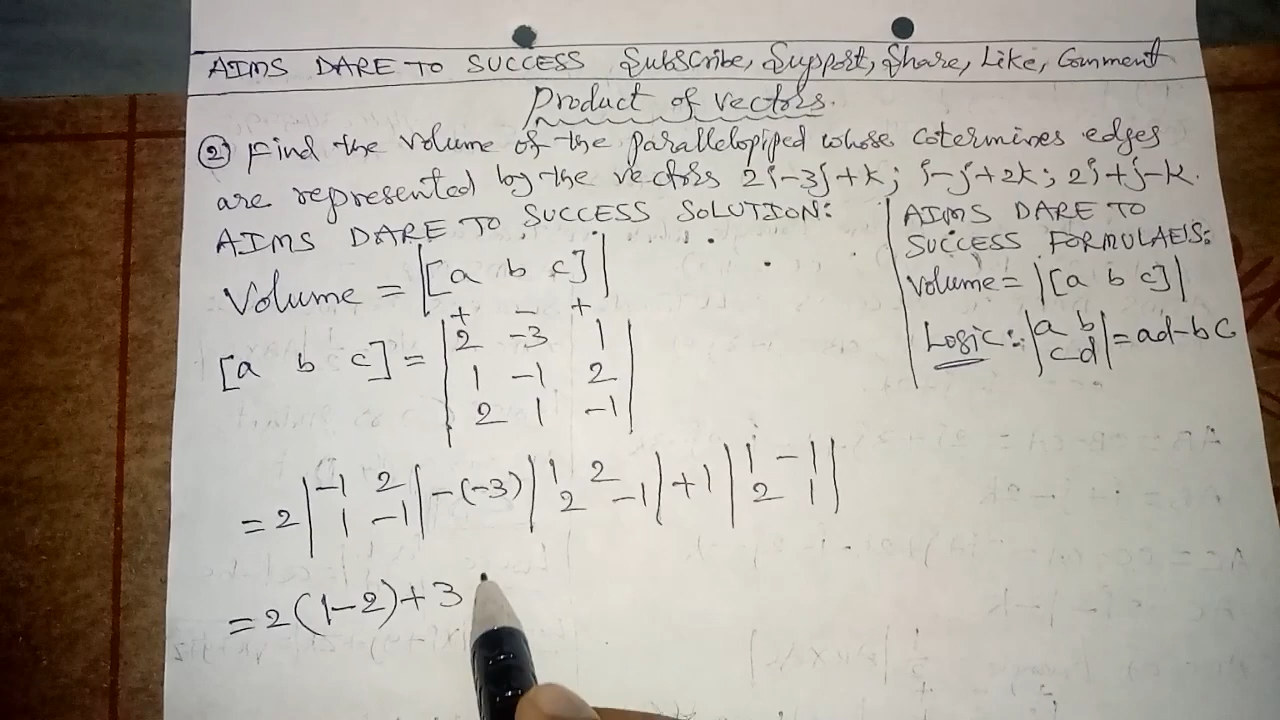 AIMS DARE TO SUCCESS Subscribe, Support, Share, Like, Comment
Product of vectors.
② Find the volume of the parallelopiped whose cotermines edges
are represented by the vectors 2i-3j+k; i-j+2k; 2i+j-k.
AIMS DARE TO SUCCESS SOLUTION:
Volume = |[a b c]|
+ - +
[a b c] = | 2 -3 1
1 -1 2
2 1 -1 |
= 2 | -1 2 | -(-3) | 1 2 | +1 | 1 -1 |
1 -1 2 -1 2 1
= 2(1-2)+3
AIMS DARE TO
SUCCESS FORMULAEIS:
Volume = |[a b c]|
Logic:. | a b | = ad-bc
c d